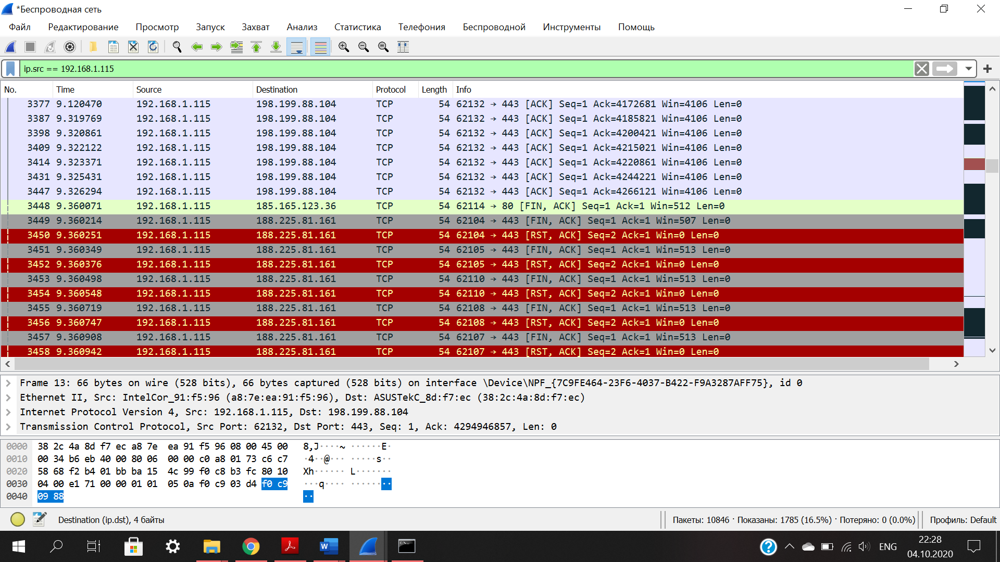 *Беспроводная сеть
Файл Редактирование Просмотр Запуск Захват Анализ Статистика Телефония Беспроводной Инструменты Помощь
ip.src == 192.168.1.115
No. Time Source Destination Protocol Length Info
3377 9.120470 192.168.1.115 198.199.88.104 TCP 54 62132 → 443 [ACK] Seq=1 Ack=4172681 Win=4106 Len=0
3387 9.319769 192.168.1.115 198.199.88.104 TCP 54 62132 → 443 [ACK] Seq=1 Ack=4185821 Win=4106 Len=0
3398 9.320861 192.168.1.115 198.199.88.104 TCP 54 62132 → 443 [ACK] Seq=1 Ack=4200421 Win=4106 Len=0
3409 9.322122 192.168.1.115 198.199.88.104 TCP 54 62132 → 443 [ACK] Seq=1 Ack=4215021 Win=4106 Len=0
3414 9.323371 192.168.1.115 198.199.88.104 TCP 54 62132 → 443 [ACK] Seq=1 Ack=4220861 Win=4106 Len=0
3431 9.325431 192.168.1.115 198.199.88.104 TCP 54 62132 → 443 [ACK] Seq=1 Ack=4244221 Win=4106 Len=0
3447 9.326294 192.168.1.115 198.199.88.104 TCP 54 62132 → 443 [ACK] Seq=1 Ack=4266121 Win=4106 Len=0
3448 9.360071 192.168.1.115 185.165.123.36 TCP 54 62114 → 80 [FIN, ACK] Seq=1 Ack=1 Win=512 Len=0
3449 9.360214 192.168.1.115 188.225.81.161 TCP 54 62104 → 443 [FIN, ACK] Seq=1 Ack=1 Win=507 Len=0
3450 9.360251 192.168.1.115 188.225.81.161 TCP 54 62104 → 443 [RST, ACK] Seq=2 Ack=1 Win=0 Len=0
3451 9.360349 192.168.1.115 188.225.81.161 TCP 54 62105 → 443 [FIN, ACK] Seq=1 Ack=1 Win=513 Len=0
3452 9.360376 192.168.1.115 188.225.81.161 TCP 54 62105 → 443 [RST, ACK] Seq=2 Ack=1 Win=0 Len=0
3453 9.360498 192.168.1.115 188.225.81.161 TCP 54 62110 → 443 [FIN, ACK] Seq=1 Ack=1 Win=513 Len=0
3454 9.360548 192.168.1.115 188.225.81.161 TCP 54 62110 → 443 [RST, ACK] Seq=2 Ack=1 Win=0 Len=0
3455 9.360719 192.168.1.115 188.225.81.161 TCP 54 62108 → 443 [FIN, ACK] Seq=1 Ack=1 Win=513 Len=0
3456 9.360747 192.168.1.115 188.225.81.161 TCP 54 62108 → 443 [RST, ACK] Seq=2 Ack=1 Win=0 Len=0
3457 9.360908 192.168.1.115 188.225.81.161 TCP 54 62107 → 443 [FIN, ACK] Seq=1 Ack=1 Win=513 Len=0
3458 9.360942 192.168.1.115 188.225.81.161 TCP 54 62107 → 443 [RST, ACK] Seq=2 Ack=1 Win=0 Len=0
Frame 13: 66 bytes on wire (528 bits), 66 bytes captured (528 bits) on interface \Device\NPF_{7C9FE464-23F6-4037-B422-F9A3287AFF75}, id 0
Ethernet II, Src: IntelCor_91:f5:96 (a8:7e:ea:91:f5:96), Dst: ASUSTekC_8d:f7:ec (38:2c:4a:8d:f7:ec)
Internet Protocol Version 4, Src: 192.168.1.115, Dst: 198.199.88.104
Transmission Control Protocol, Src Port: 62132, Dst Port: 443, Seq: 1, Ack: 4294946857, Len: 0
0000 38 2c 4a 8d f7 ec a8 7e ea 91 f5 96 08 00 45 00 8,J····~ ······E·
0010 00 34 b6 eb 40 00 80 06 00 00 c0 a8 01 73 c6 c7 ·4··@··· ·····s··
0020 58 68 f2 b4 01 bb ba 15 4c 99 f0 c8 b3 fc 80 10 Xh······ L·······
0030 04 00 e1 71 00 00 01 01 05 0a f0 c9 03 d4 f0 c9 ···q···· ········
0040 09 88 ··
Destination (ip.dst), 4 байты Пакеты: 10846 · Показаны: 1785 (16.5%) · Потеряно: 0 (0.0%) Профиль: Default
ENG 22:28
04.10.2020